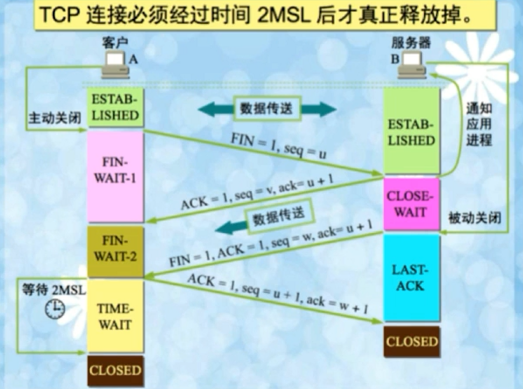 TCP 连接必须经过时间 2MSL 后才真正释放掉。
客户
A
服务器
B
ESTAB-
LISHED
数据传送
ESTAB-
LISHED
通知
应用
进程
主动关闭
FIN = 1, seq = u
FIN-
WAIT-1
ACK = 1, seq = v, ack= u + 1
CLOSE-
WAIT
被动关闭
数据传送
FIN = 1, ACK = 1, seq = w, ack= u + 1
FIN-
WAIT-2
ACK = 1, seq = u + 1, ack = w + 1
LAST-
ACK
等待 2MSL
TIME-
WAIT
CLOSED
CLOSED